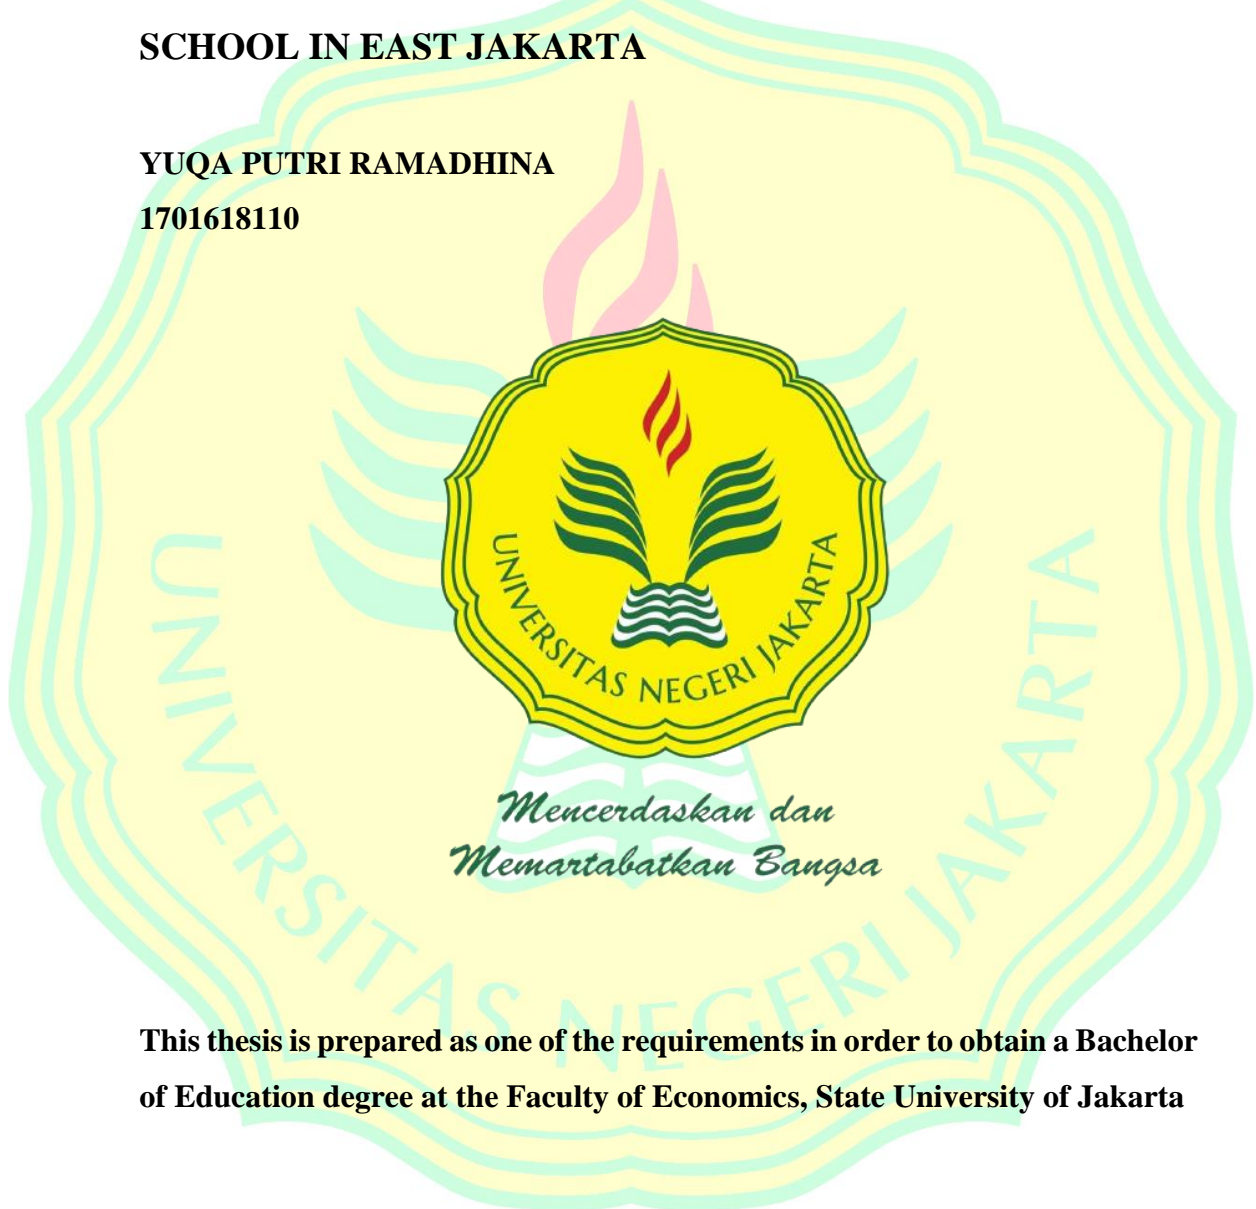 SCHOOL IN EAST JAKARTA
YUQA PUTRI RAMADHINA
1701618110
UNIVERSITAS NEGERI JAKARTA
Mencerdaskan dan
Memartabatkan Bangsa
UNIVERSITAS NEGERI JAKARTA
This thesis is prepared as one of the requirements in order to obtain a Bachelor
of Education degree at the Faculty of Economics, State University of Jakarta